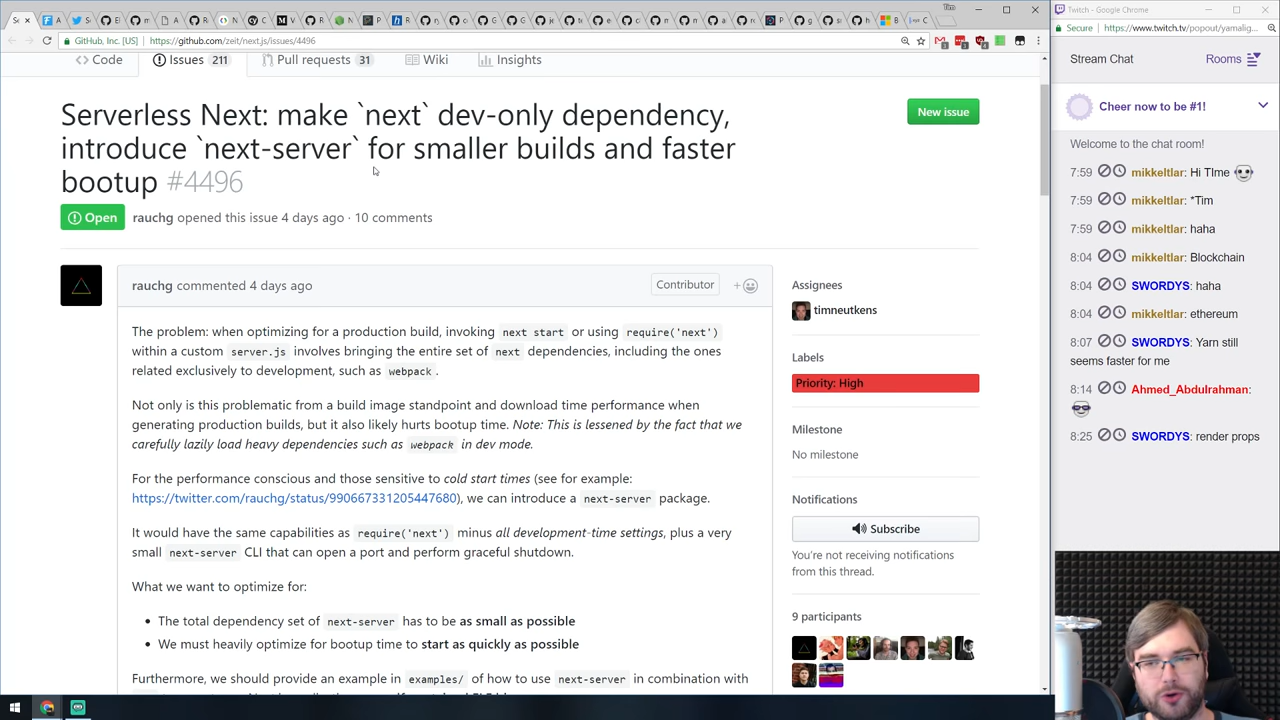 Tim
GitHub, Inc. [US]
https://github.com/zeit/next.js/issues/4496
Code
Issues 211
Pull requests 31
Wiki
Insights
Serverless Next: make `next` dev-only dependency,
introduce `next-server` for smaller builds and faster
bootup #4496
New issue
Open
rauchg opened this issue 4 days ago · 10 comments
rauchg commented 4 days ago
Contributor
The problem: when optimizing for a production build, invoking next start or using require('next')
within a custom server.js involves bringing the entire set of next dependencies, including the ones
related exclusively to development, such as webpack.
Not only is this problematic from a build image standpoint and download time performance when
generating production builds, but it also likely hurts bootup time. Note: This is lessened by the fact that we
carefully lazily load heavy dependencies such as webpack in dev mode.
For the performance conscious and those sensitive to cold start times (see for example:
https://twitter.com/rauchg/status/990667331205447680), we can introduce a next-server package.
It would have the same capabilities as require('next') minus all development-time settings, plus a very
small next-server CLI that can open a port and perform graceful shutdown.
What we want to optimize for:
• The total dependency set of next-server has to be as small as possible
• We must heavily optimize for bootup time to start as quickly as possible
Furthermore, we should provide an example in examples/ of how to use next-server in combination with
Assignees
timneutkens
Labels
Priority: High
Milestone
No milestone
Notifications
Subscribe
You're not receiving notifications
from this thread.
9 participants
Twitch - Google Chrome
Secure
https://www.twitch.tv/popout/yamalig...
Stream Chat
Rooms
Cheer now to be #1!
Welcome to the chat room!
7:59 mikkeltlar: Hi TIme
7:59 mikkeltlar: *Tim
7:59 mikkeltlar: haha
8:04 mikkeltlar: Blockchain
8:04 SWORDYS: haha
8:04 mikkeltlar: ethereum
8:07 SWORDYS: Yarn still
seems faster for me
8:14 Ahmed_Abdulrahman:
8:25 SWORDYS: render props